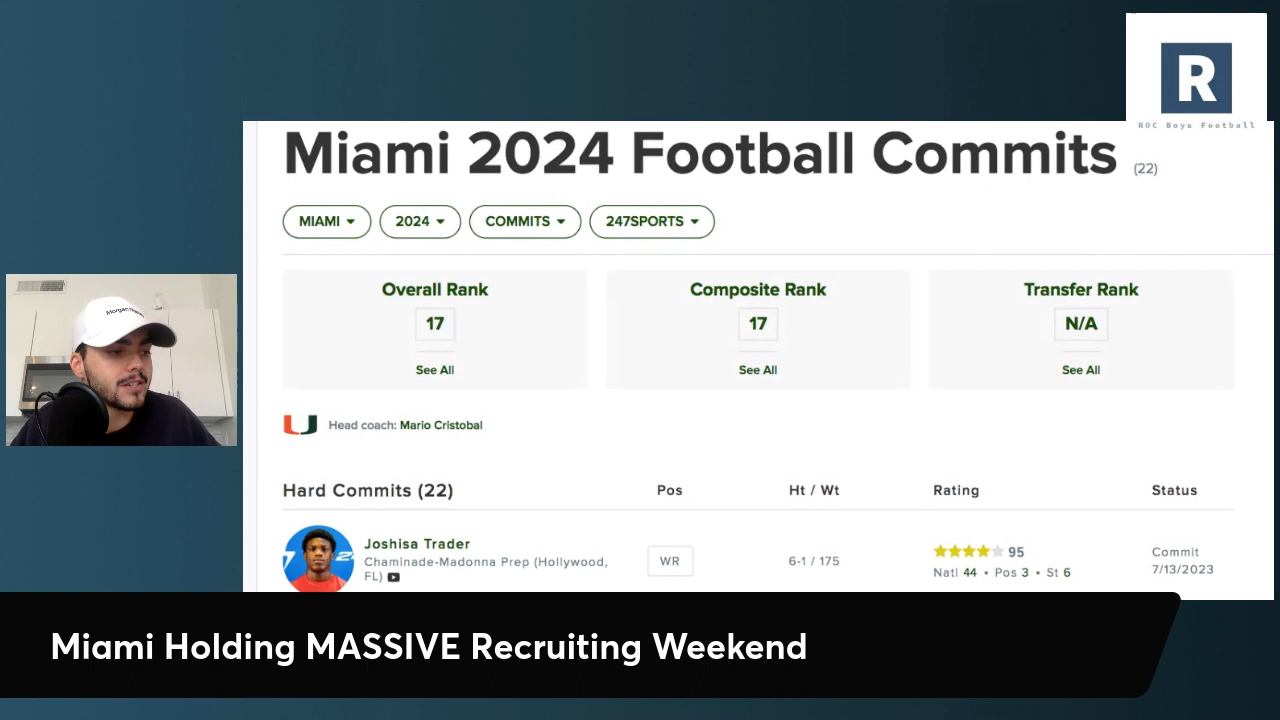 R
ROC Boys Football
Miami 2024 Football Commits (22)
MIAMI
2024
COMMITS
247SPORTS
Overall Rank
17
See All
Composite Rank
17
See All
Transfer Rank
N/A
See All
Head coach: Mario Cristobal
Hard Commits (22) Pos Ht / Wt Rating Status
Joshisa Trader
Chaminade-Madonna Prep (Hollywood,
FL)
WR
6-1 / 175
95
Natl 44 • Pos 3 • St 6
Commit
7/13/2023
Miami Holding MASSIVE Recruiting Weekend